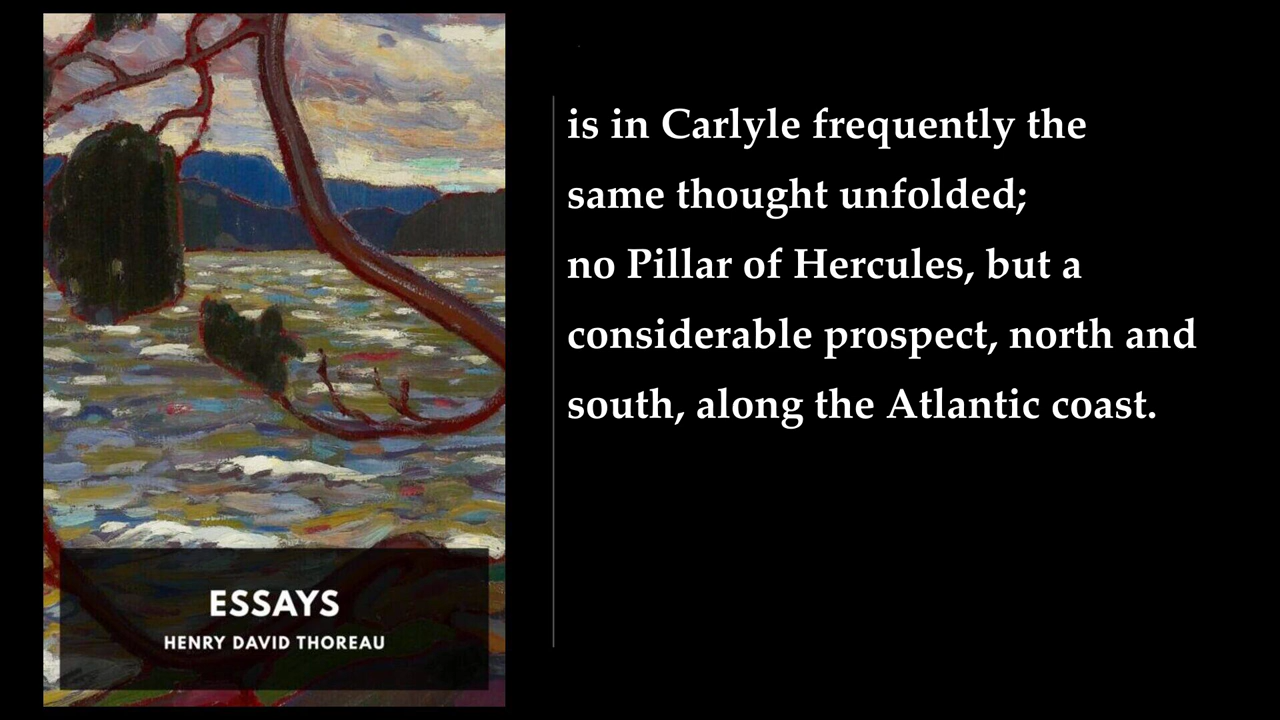 ESSAYS
HENRY DAVID THOREAU
is in Carlyle frequently the
same thought unfolded;
no Pillar of Hercules, but a
considerable prospect, north and
south, along the Atlantic coast.